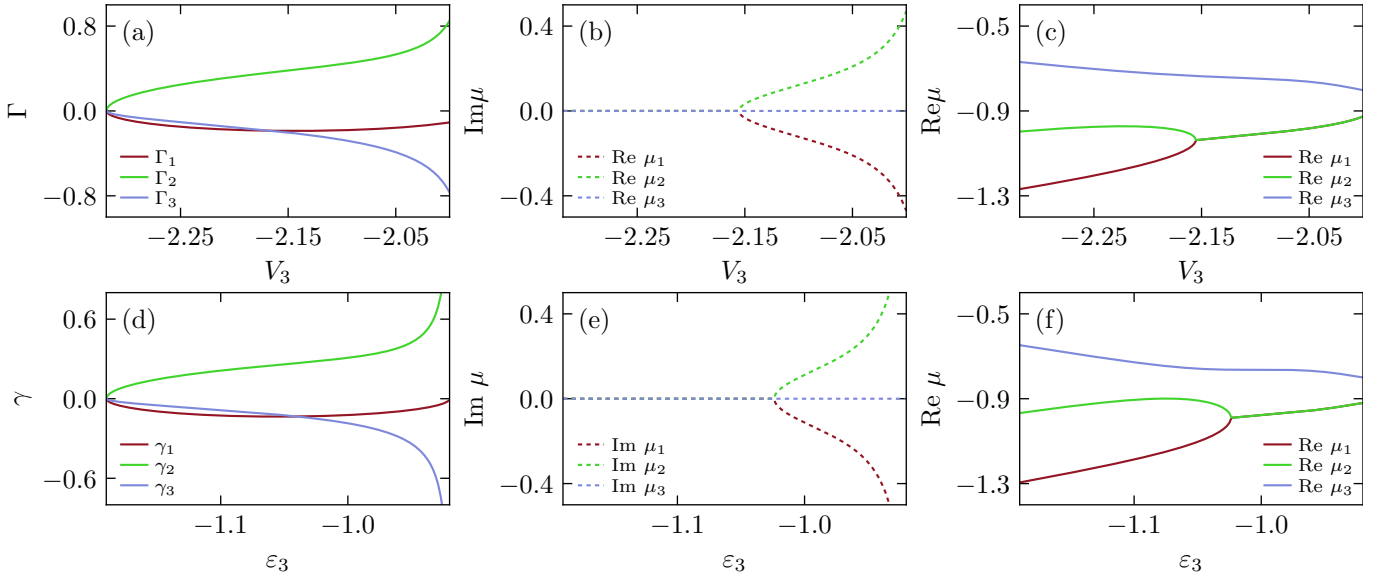 (a)
Γ
0.8
0.0
−0.8
Γ₁
Γ₂
Γ₃
−2.25
−2.15
−2.05
V₃
(b)
Imμ
0.4
0.0
−0.4
Re μ₁
Re μ₂
Re μ₃
−2.25
−2.15
−2.05
V₃
(c)
Reμ
−0.5
−0.9
−1.3
Re μ₁
Re μ₂
Re μ₃
−2.25
−2.15
−2.05
V₃
(d)
γ
0.6
0.0
−0.6
γ₁
γ₂
γ₃
−1.1
−1.0
ε₃
(e)
Im μ
0.4
0.0
−0.4
Im μ₁
Im μ₂
Im μ₃
−1.1
−1.0
ε₃
(f)
Re μ
−0.5
−0.9
−1.3
Re μ₁
Re μ₂
Re μ₃
−1.1
−1.0
ε₃